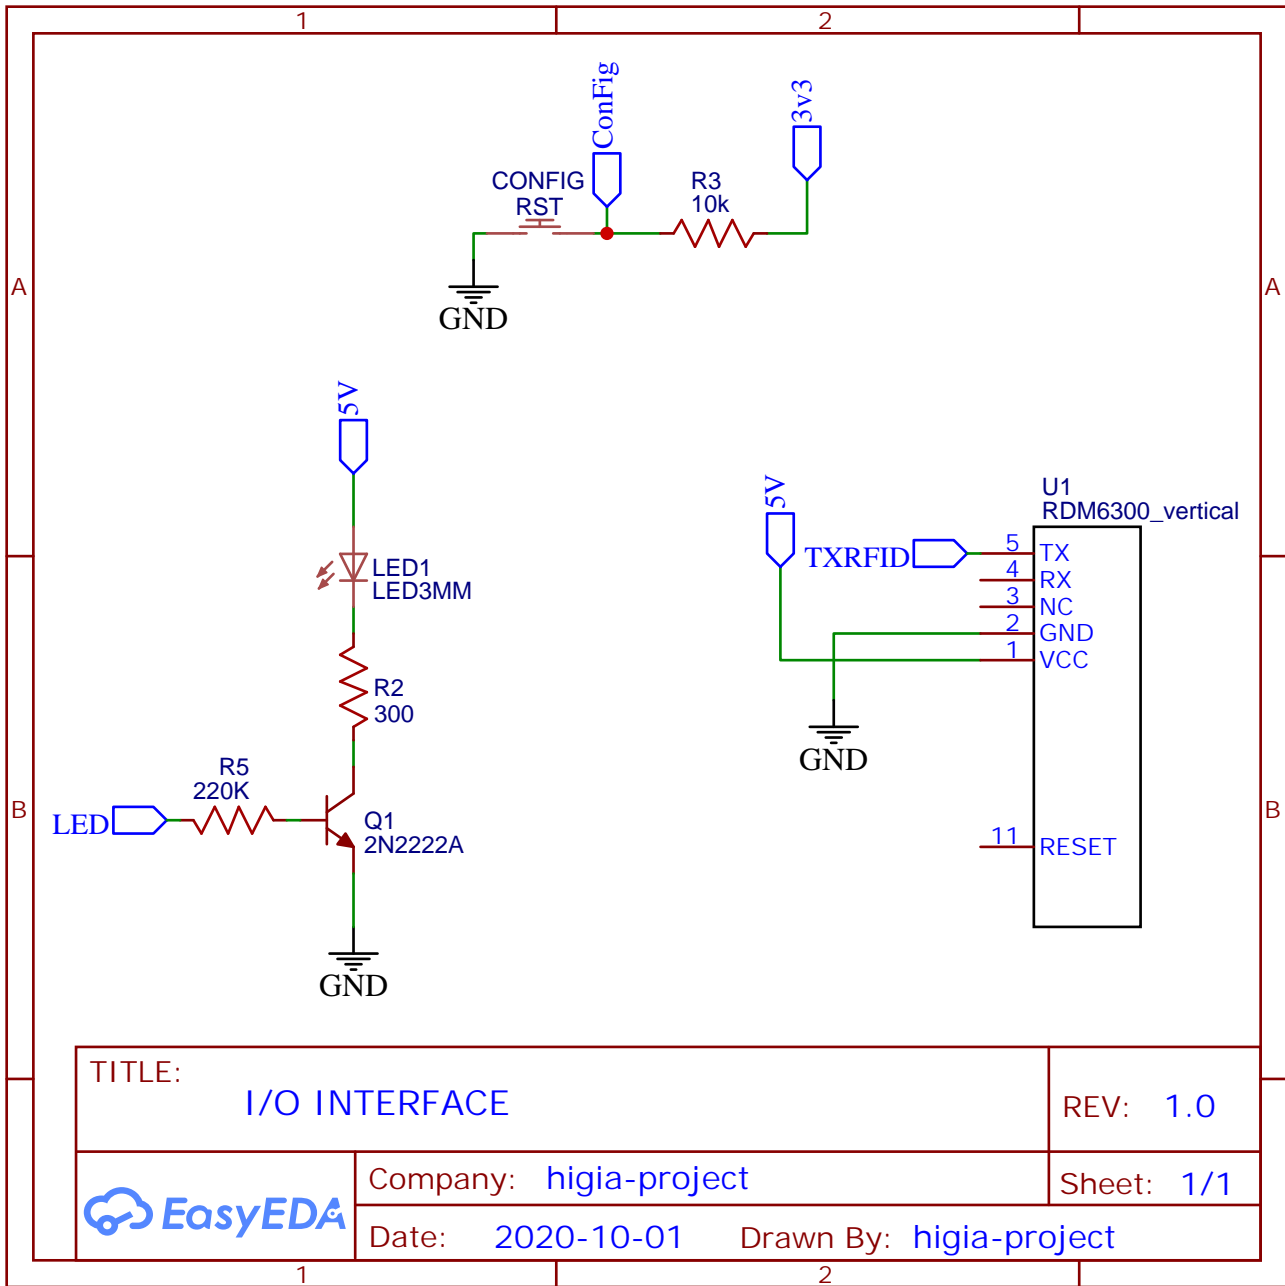 1 2
ConFig
3v3
CONFIG
RST
R3
10k
A A
GND
5V
LED1
LED3MM
R2
300
R5
220K
LED
Q1
2N2222A
GND
5V
U1
RDM6300_vertical
TXRFID
5 TX
4 RX
3 NC
2 GND
1 VCC
GND
B B
11 RESET
TITLE:
I/O INTERFACE
REV: 1.0
EasyEDA
Company: higia-project
Sheet: 1/1
Date: 2020-10-01 Drawn By: higia-project
1 2